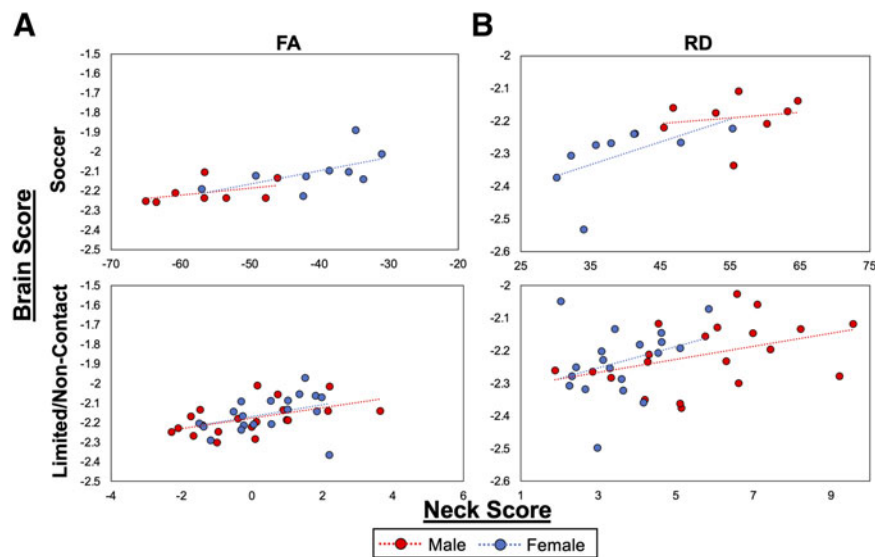 A
B
FA
RD
Brain Score
Soccer
-1.5
-1.6
-1.7
-1.8
-1.9
-2
-2.1
-2.2
-2.3
-2.4
-2.5
-70 -60 -50 -40 -30 -20
-2
-2.1
-2.2
-2.3
-2.4
-2.5
-2.6
25 35 45 55 65 75
Limited/Non-Contact
-1.5
-1.6
-1.7
-1.8
-1.9
-2
-2.1
-2.2
-2.3
-2.4
-2.5
-4 -2 0 2 4 6
-2
-2.1
-2.2
-2.3
-2.4
-2.5
-2.6
1 3 5 7 9
Neck Score
Male Female